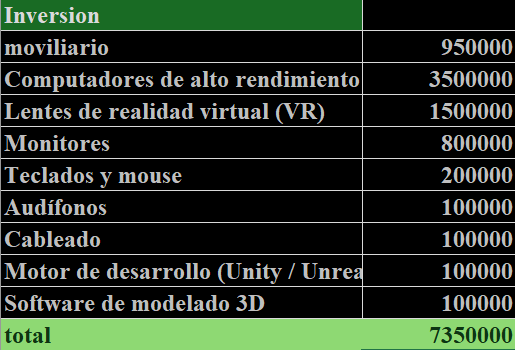 Inversion
moviliario 950000
Computadores de alto rendimiento 3500000
Lentes de realidad virtual (VR) 1500000
Monitores 800000
Teclados y mouse 200000
Audífonos 100000
Cableado 100000
Motor de desarrollo (Unity / Unrea 100000
Software de modelado 3D 100000
total 7350000